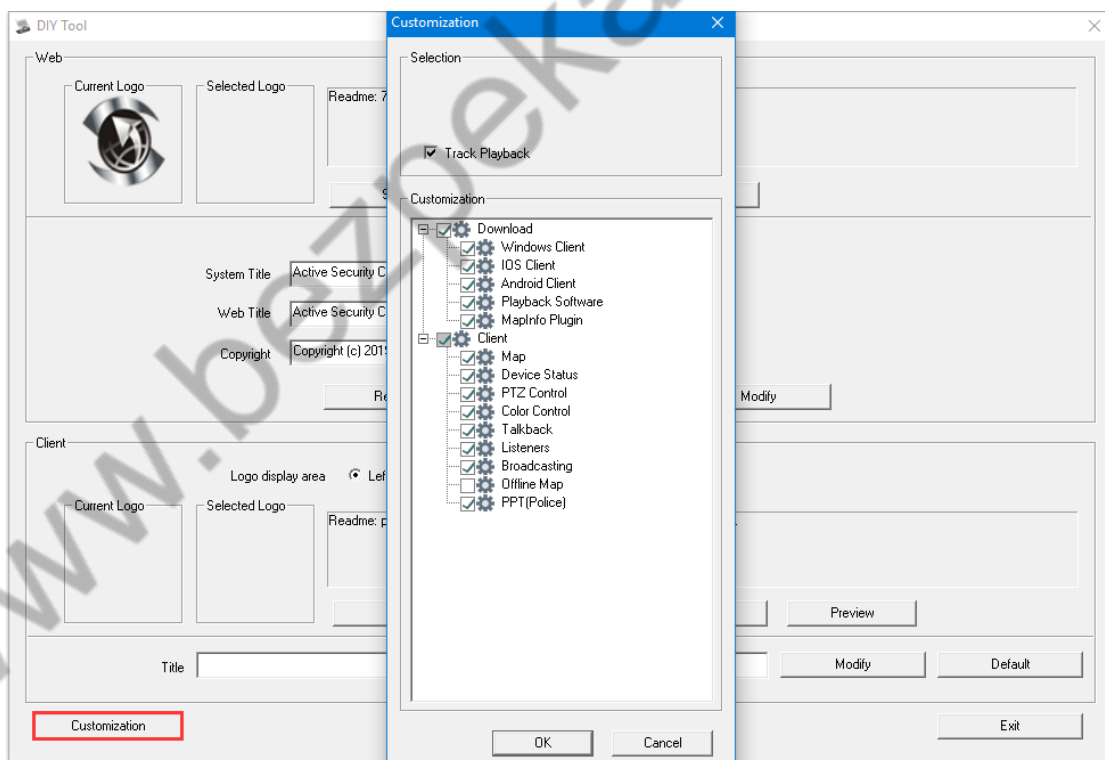 DIY Tool
Customization
Web
Current Logo
Selected Logo
Readme: 7
Selection
Track Playback
Customization
Download
Windows Client
IOS Client
Android Client
Playback Software
MapInfo Plugin
Client
Map
Device Status
PTZ Control
Color Control
Talkback
Listeners
Broadcasting
Offline Map
PPT(Police)
System Title
Active Security C
Web Title
Active Security C
Copyright
Copyright (c) 201
Re
Modify
Client
Logo display area
Lef
Current Logo
Selected Logo
Readme: p
Preview
Title
Modify
Default
Customization
OK
Cancel
Exit
www.bezpeka